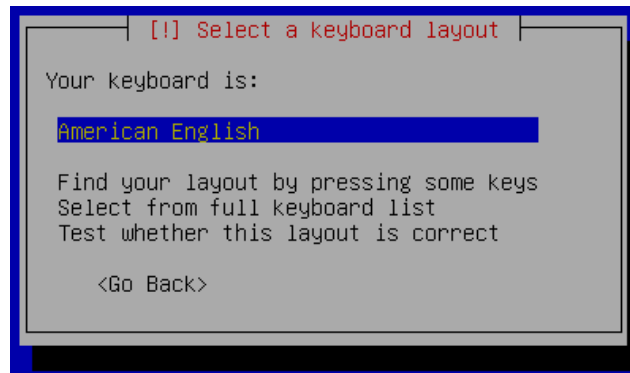 [!] Select a keyboard layout
Your keyboard is:
American English
Find your layout by pressing some keys
Select from full keyboard list
Test whether this layout is correct
<Go Back>